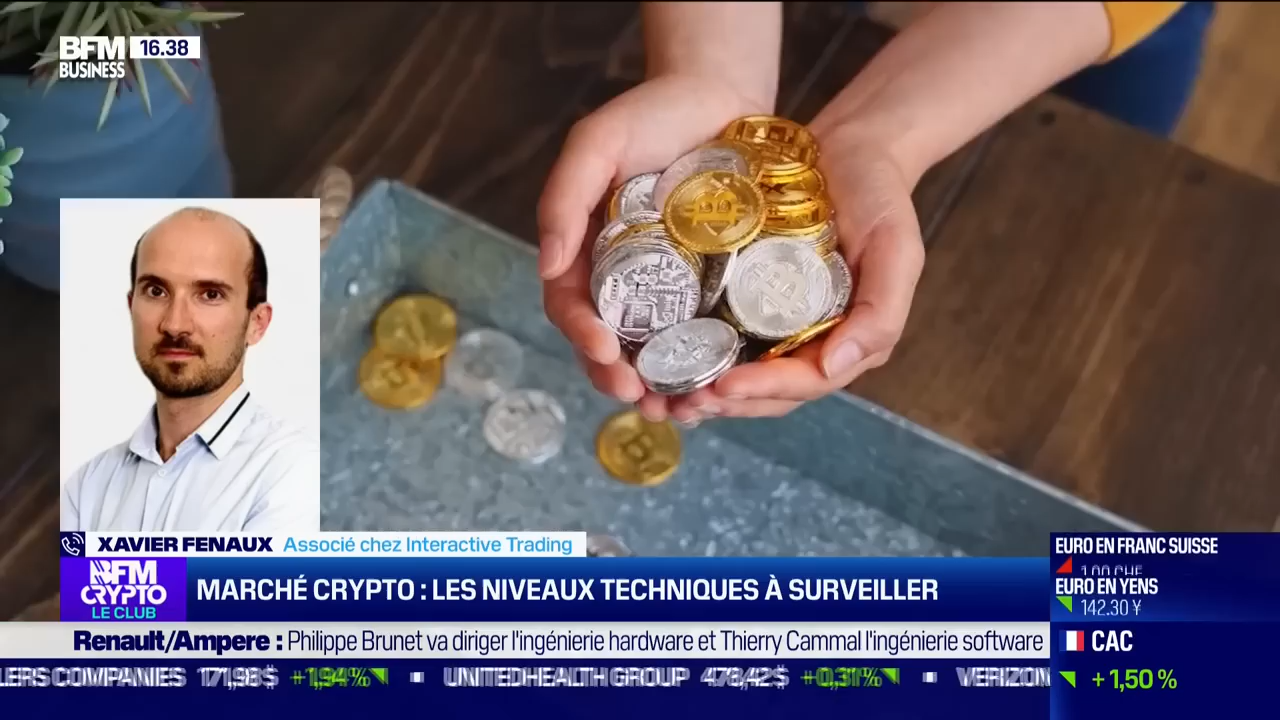 BFM
BUSINESS
16.38
XAVIER FENAUX Associé chez Interactive Trading
BFM
CRYPTO
LE CLUB
MARCHÉ CRYPTO : LES NIVEAUX TECHNIQUES À SURVEILLER
Renault/Ampere : Philippe Brunet va diriger l'ingénierie hardware et Thierry Cammal l'ingénierie software
LERS COMPANIES 171,98$ +1,94% UNITEDHEALTH GROUP 478,42$ +0,31% VERIZON
EURO EN FRANC SUISSE
EURO EN YENS
142.30 ¥
CAC
+1,50 %